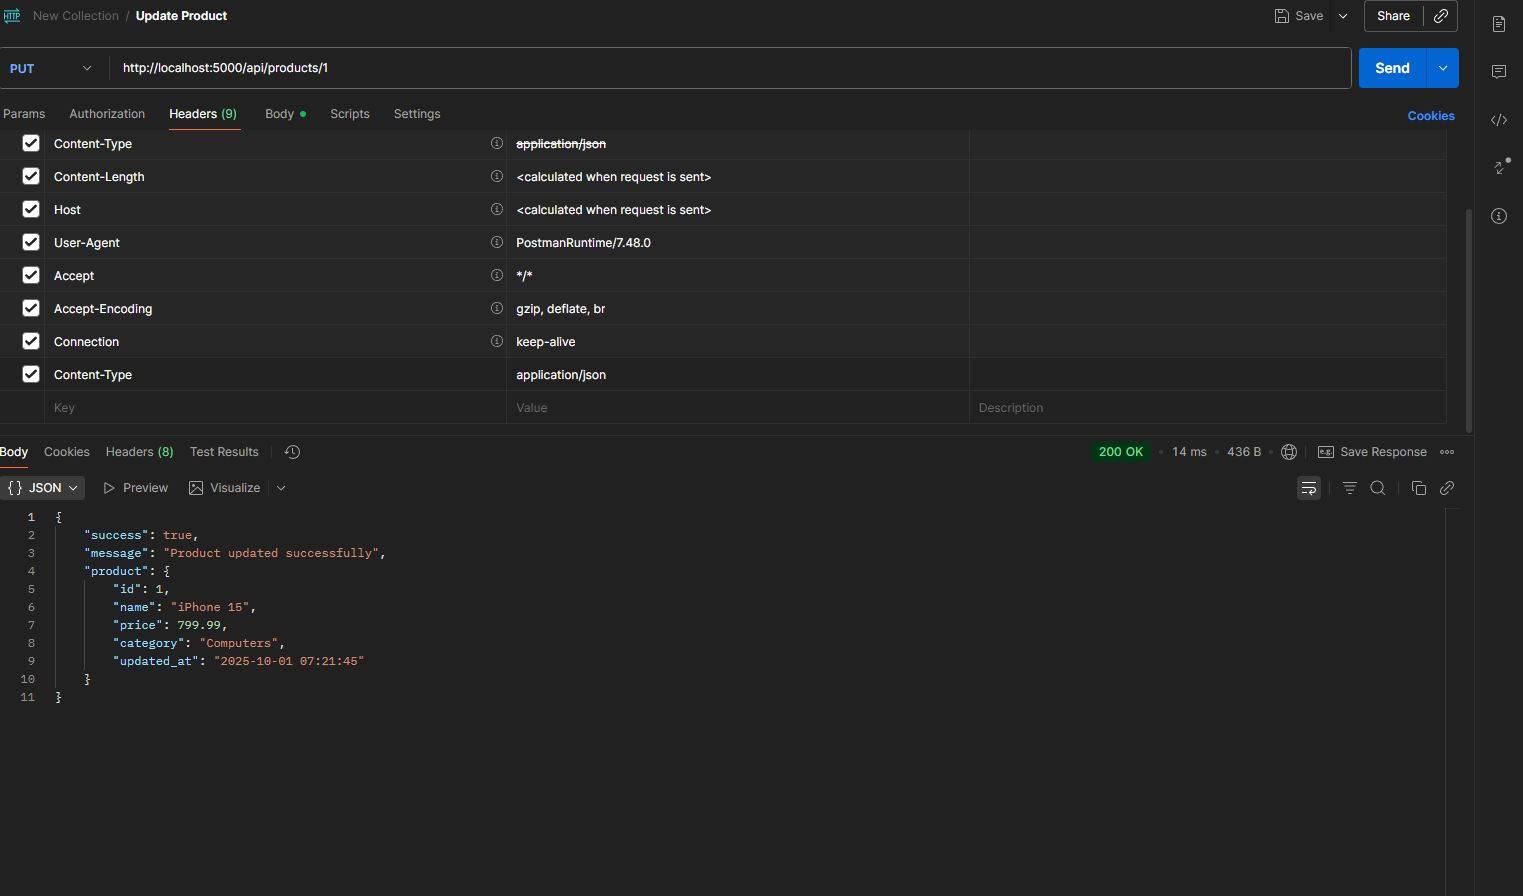 HTTP New Collection / Update Product Save Share
PUT http://localhost:5000/api/products/1 Send
Params Authorization Headers (9) Body Scripts Settings Cookies
Content-Type application/json
Content-Length <calculated when request is sent>
Host <calculated when request is sent>
User-Agent PostmanRuntime/7.48.0
Accept */*
Accept-Encoding gzip, deflate, br
Connection keep-alive
Content-Type application/json
Key Value Description
Body Cookies Headers (8) Test Results 200 OK 14 ms 436 B e.g. Save Response
{} JSON Preview Visualize
1 {
2 "success": true,
3 "message": "Product updated successfully",
4 "product": {
5 "id": 1,
6 "name": "iPhone 15",
7 "price": 799.99,
8 "category": "Computers",
9 "updated_at": "2025-10-01 07:21:45"
10 }
11 }